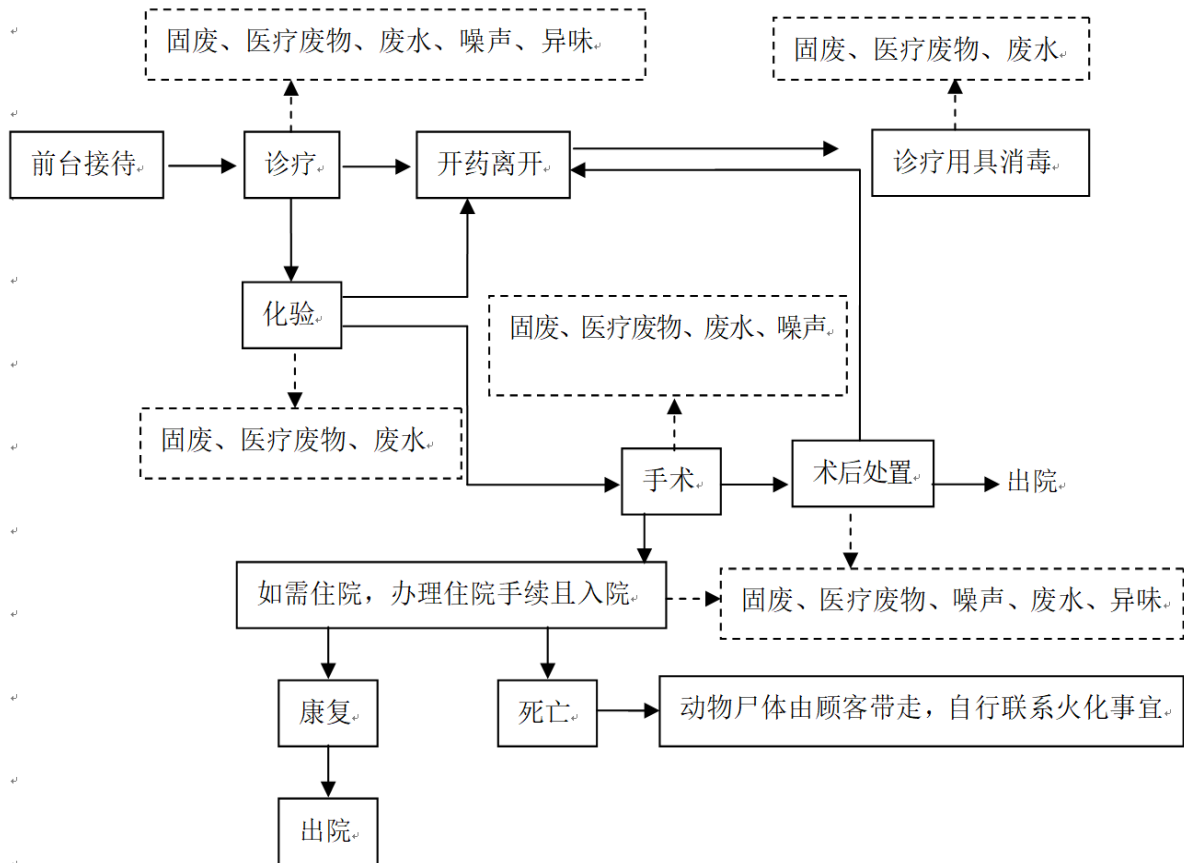 固废、医疗废物、废水、噪声、异味
固废、医疗废物、废水
前台接待
诊疗
开药离开
诊疗用具消毒
化验
固废、医疗废物、废水、噪声
固废、医疗废物、废水
手术
术后处置
出院
如需住院，办理住院手续且入院
固废、医疗废物、噪声、废水、异味
康复
死亡
动物尸体由顾客带走，自行联系火化事宜
出院